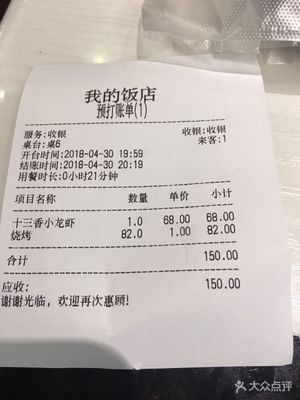 我的饭店
预打账单(1)
服务:收银 收银:收银
桌台:桌6 来客:1
开台时间:2018-04-30 19:59
结账时间:2018-04-30 20:19
用餐时长:0小时21分钟
项目名称 数量 单价 小计
十三香小龙虾 1.0 68.00 68.00
烧烤 82.0 1.00 82.00
合计 150.00
应收: 150.00
谢谢光临，欢迎再次惠顾!
大众点评